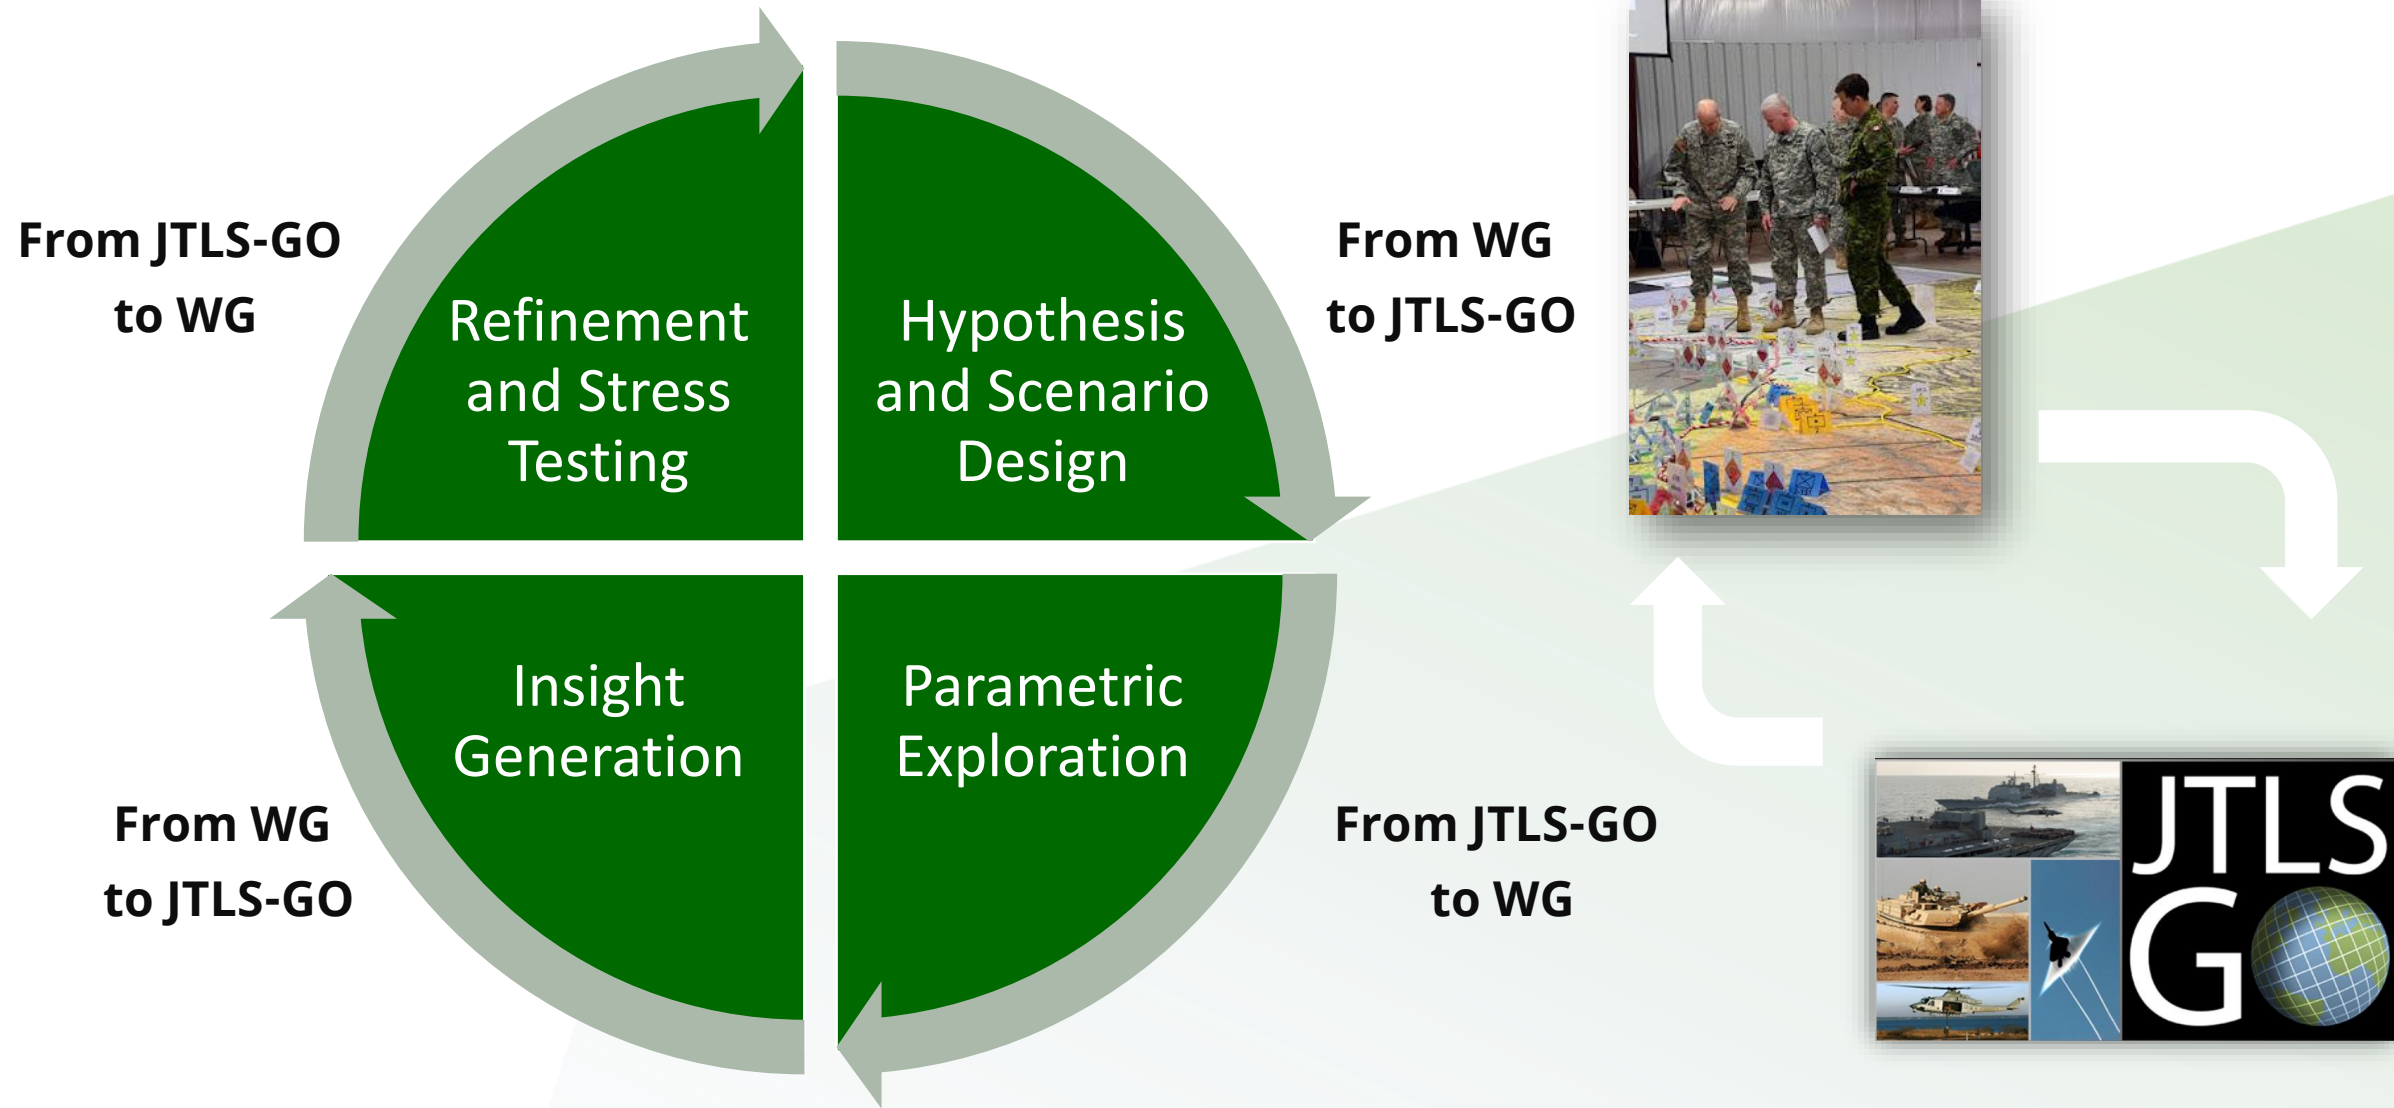 From JTLS-GO
to WG
Refinement
and Stress
Testing
Hypothesis
and Scenario
Design
From WG
to JTLS-GO
Insight
Generation
Parametric
Exploration
From WG
to JTLS-GO
From JTLS-GO
to WG
JTLS
GO